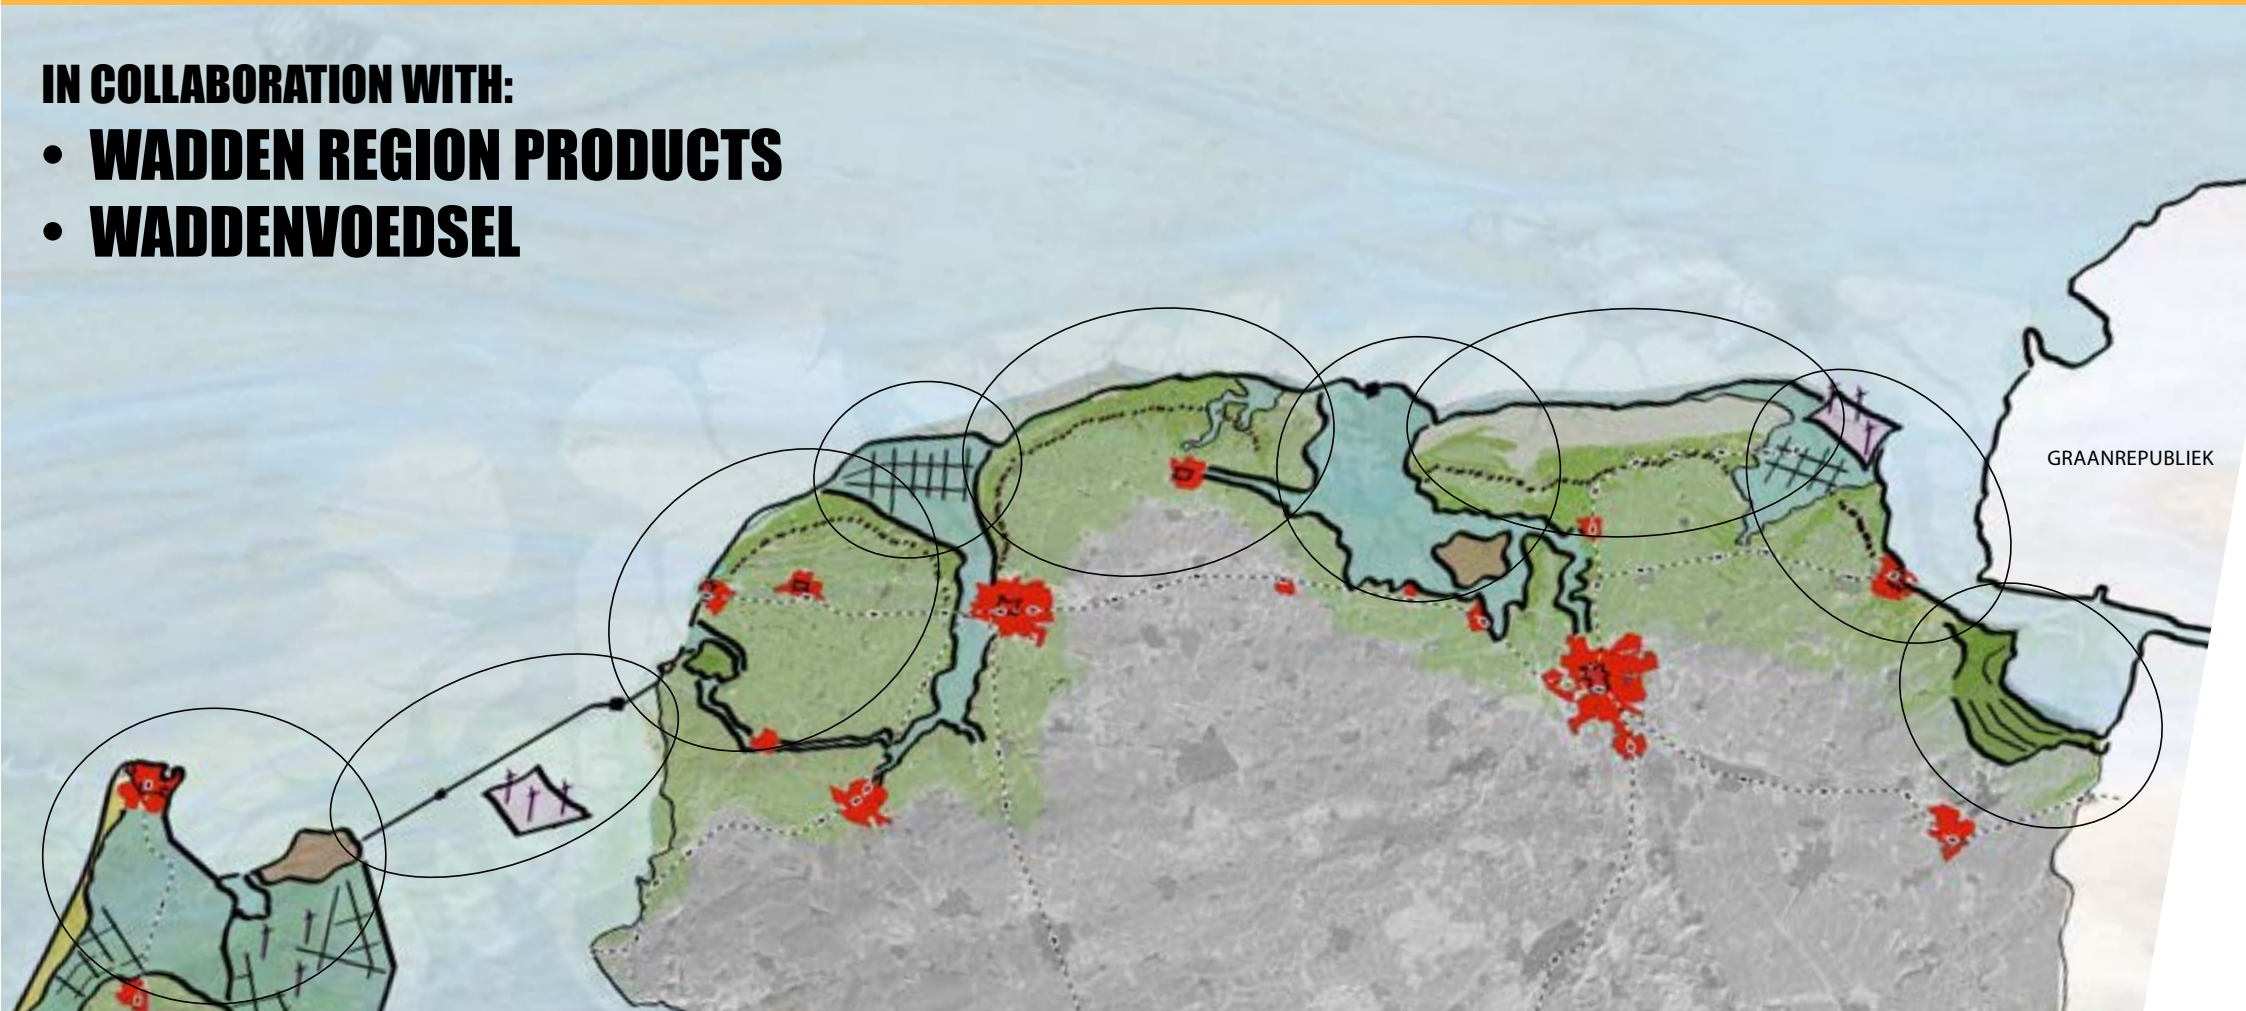 IN COLLABORATION WITH:
• WADDEN REGION PRODUCTS
• WADDENVOEDSEL
GRAANREPUBLIEK